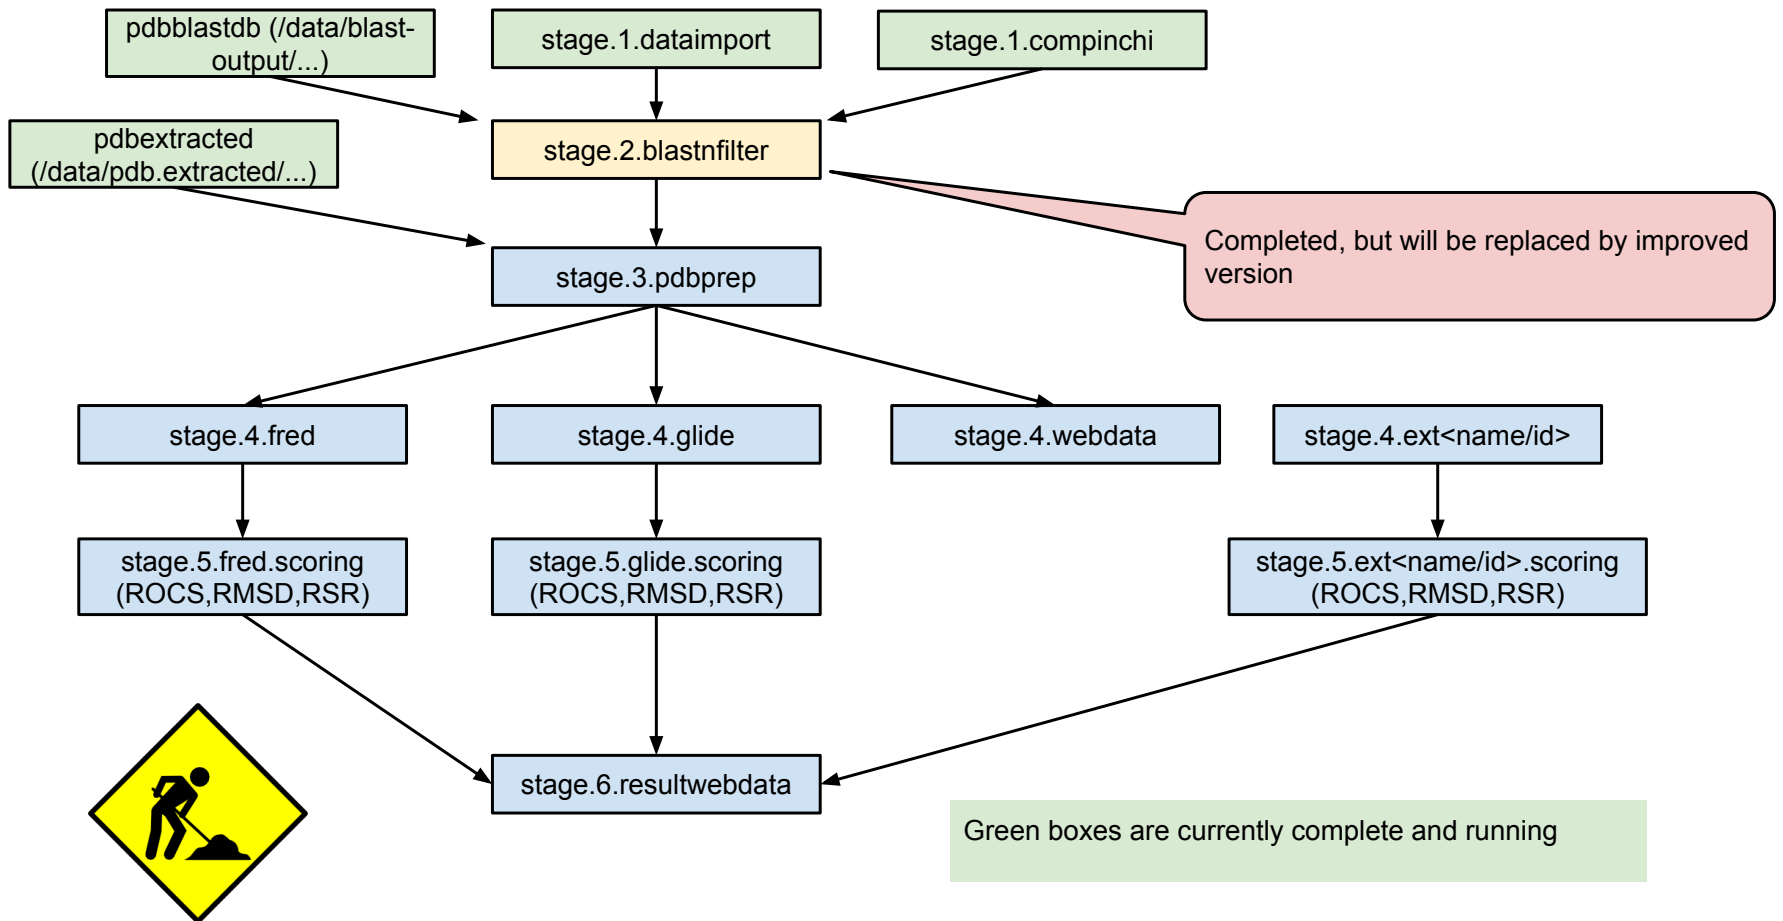 pdbblastdb (/data/blast-
output/...)
stage.1.dataimport
stage.1.compinchi
pdbextracted
(/data/pdb.extracted/...)
stage.2.blastnfilter
Completed, but will be replaced by improved
version
stage.3.pdbprep
stage.4.fred
stage.4.glide
stage.4.webdata
stage.4.ext<name/id>
stage.5.fred.scoring
(ROCS,RMSD,RSR)
stage.5.glide.scoring
(ROCS,RMSD,RSR)
stage.5.ext<name/id>.scoring
(ROCS,RMSD,RSR)
stage.6.resultwebdata
Green boxes are currently complete and running